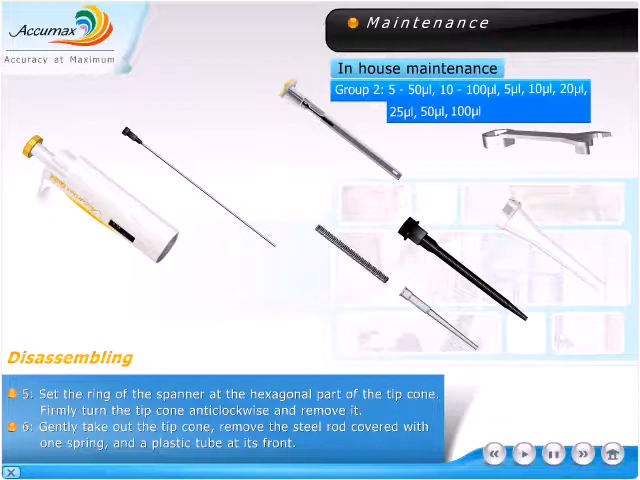 Accumax
Accuracy at Maximum
Maintenance
In house maintenance
Group 2: 5 - 50µl, 10 - 100µl, 5µl, 10µl, 20µl,
25µl, 50µl, 100µl
Disassembling
5: Set the ring of the spanner at the hexagonal part of the tip cone.
Firmly turn the tip cone anticlockwise and remove it.
6: Gently take out the tip cone, remove the steel rod covered with
one spring, and a plastic tube at its front.